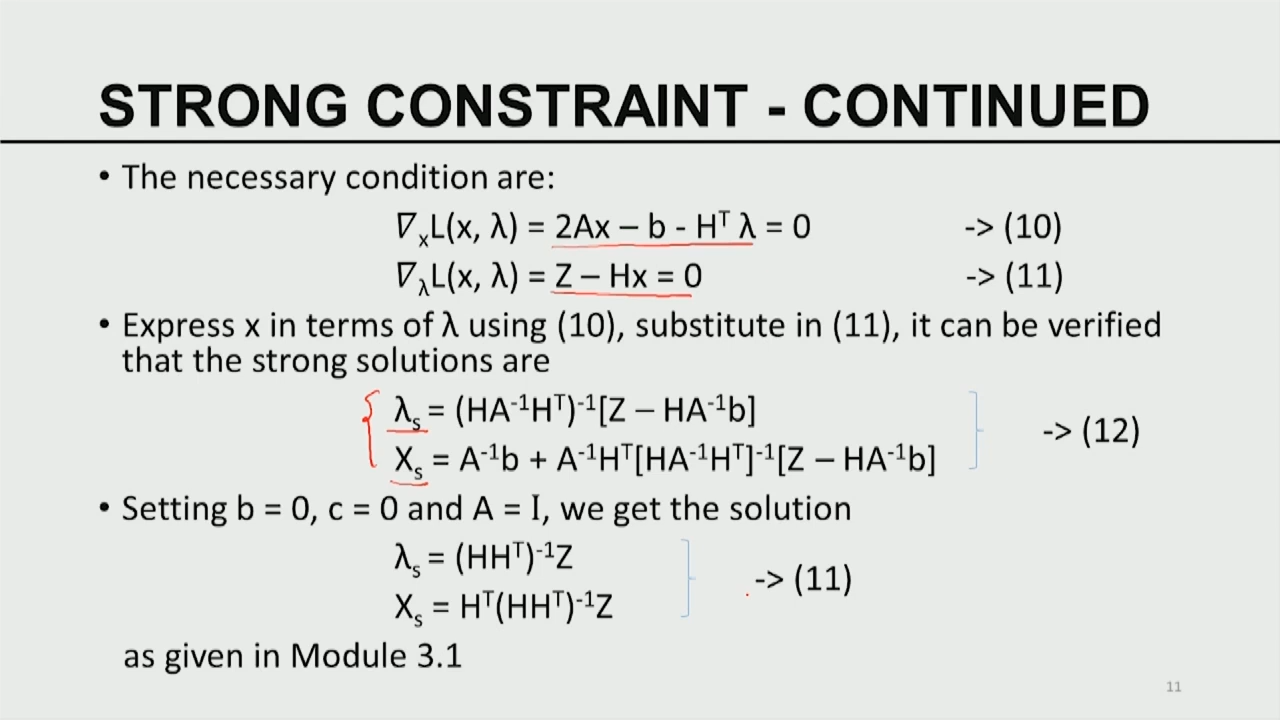 STRONG CONSTRAINT - CONTINUED
• The necessary condition are:
∇ₓL(x, λ) = 2Ax – b - Hᵀ λ = 0 -> (10)
∇_λL(x, λ) = Z – Hx = 0 -> (11)
• Express x in terms of λ using (10), substitute in (11), it can be verified
that the strong solutions are
λₛ = (HA⁻¹Hᵀ)⁻¹[Z – HA⁻¹b]
Xₛ = A⁻¹b + A⁻¹Hᵀ[HA⁻¹Hᵀ]⁻¹[Z – HA⁻¹b]
-> (12)
• Setting b = 0, c = 0 and A = I, we get the solution
λₛ = (HHᵀ)⁻¹Z
-> (11)
Xₛ = Hᵀ(HHᵀ)⁻¹Z
as given in Module 3.1
11